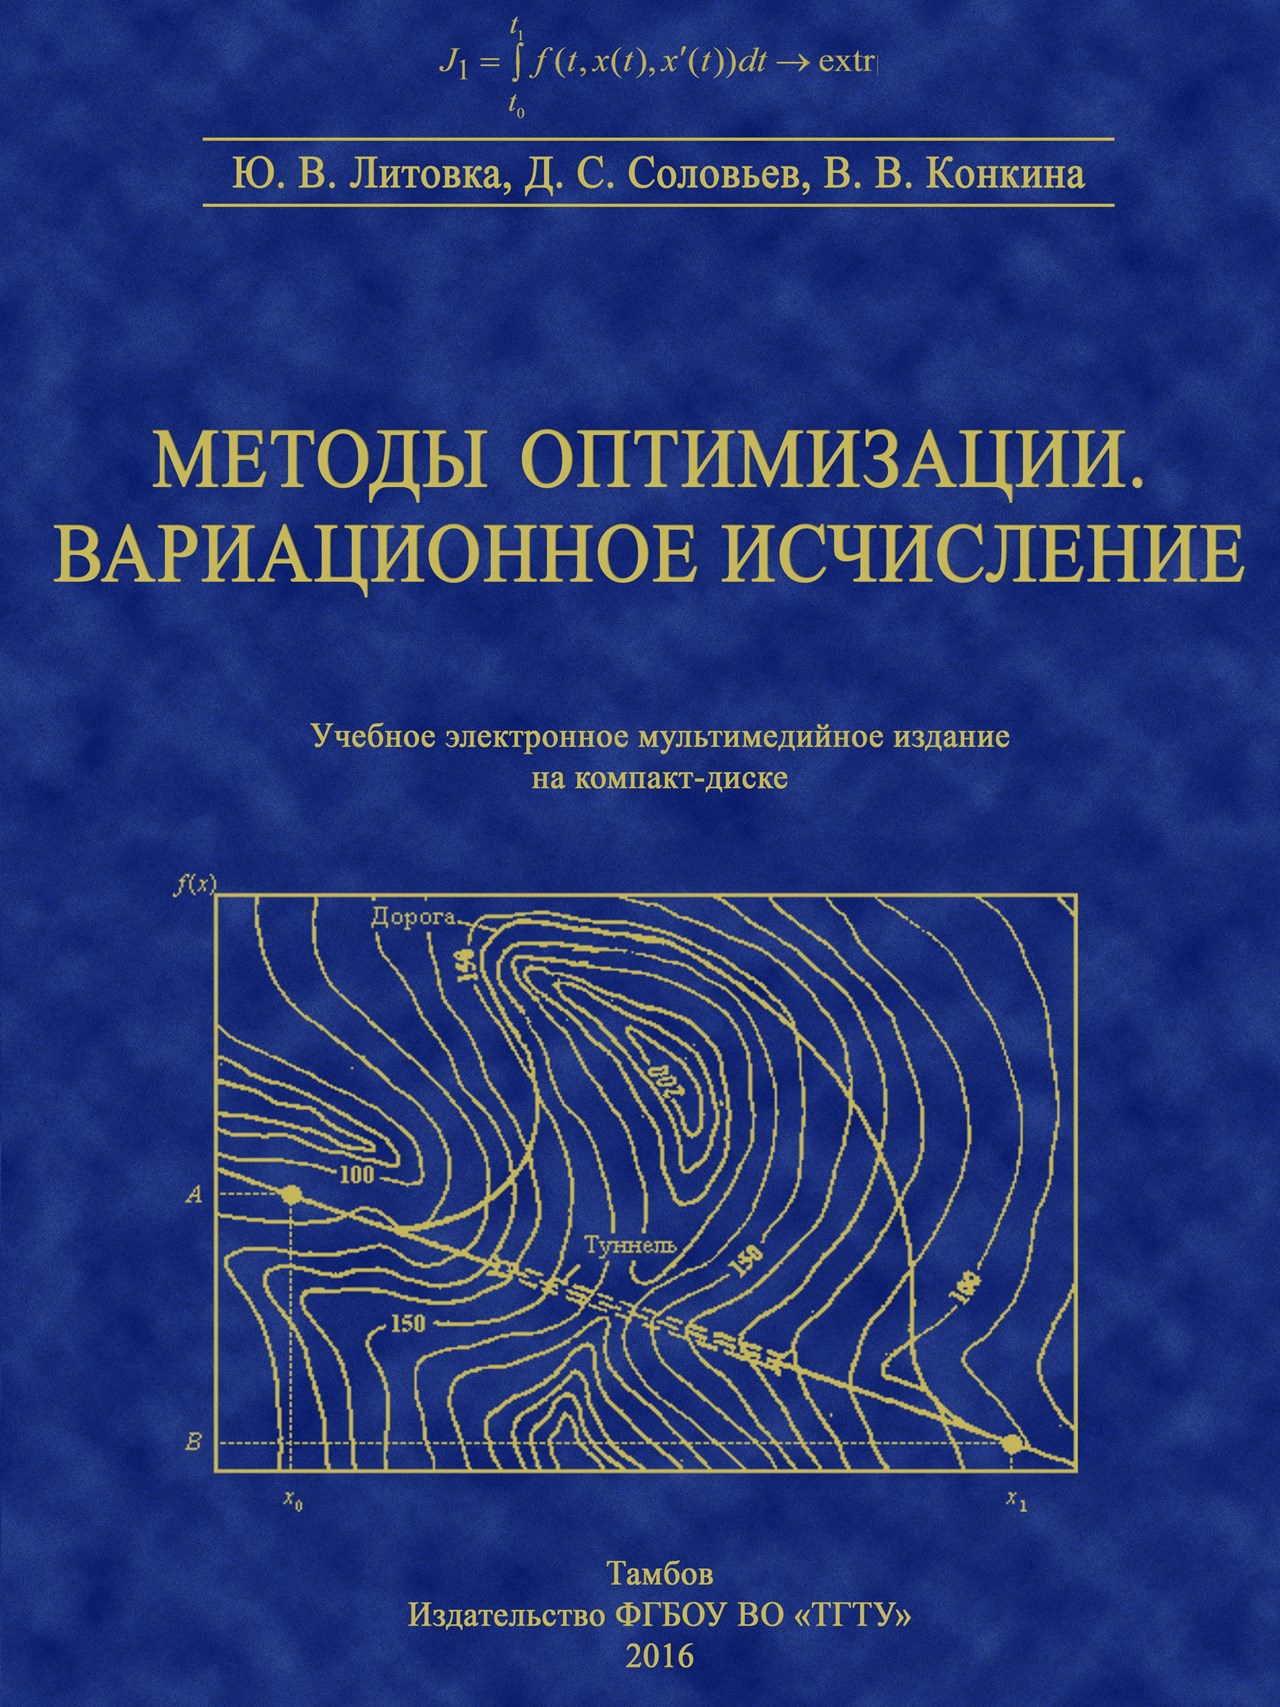 t₁
J₁ = ∫ f(t, x(t), x′(t))dt → extr
t₀
Ю. В. Литовка, Д. С. Соловьев, В. В. Конкина
МЕТОДЫ ОПТИМИЗАЦИИ.
ВАРИАЦИОННОЕ ИСЧИСЛЕНИЕ
Учебное электронное мультимедийное издание
на компакт-диске
f(x)
Дорога
150
200
100
A
Туннель
150
100
150
B
x₀
x₁
Тамбов
Издательство ФГБОУ ВО «ТГТУ»
2016